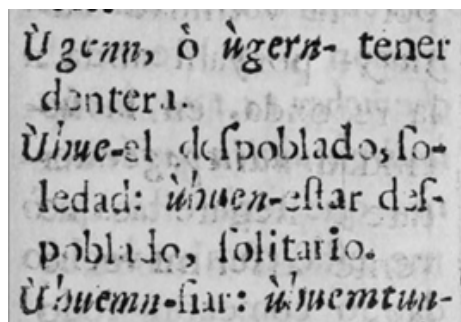 Ùgenn, ò ùgern- tener
dentera.
Ùhue-el deſpoblado, ſo-
ledad: ùhuen-eſtar deſ-
poblado, ſolitario.
Ùhuemn-fiar: ùhuemtun-